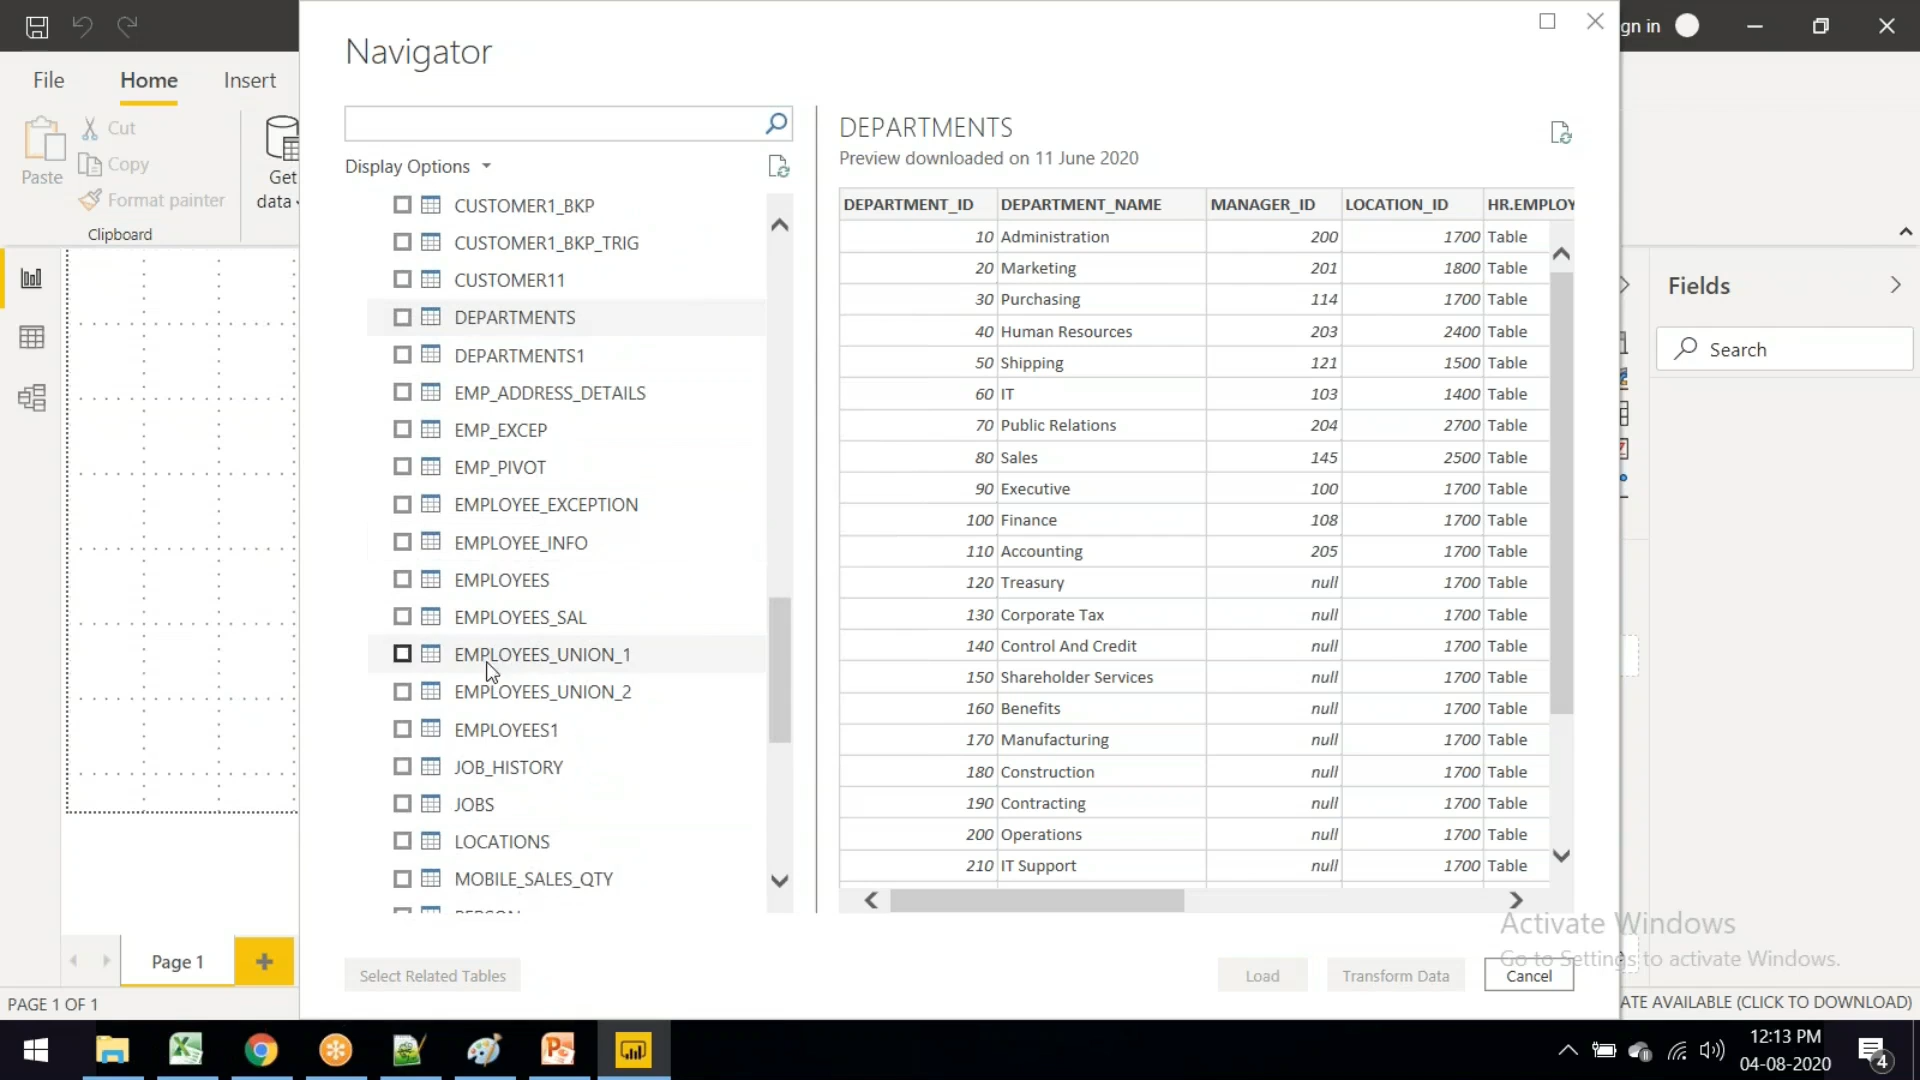 gn in
Navigator
File
Home
Insert
Cut
Copy
Paste
Format painter
Get
data
Clipboard
Display Options
CUSTOMER1_BKP
CUSTOMER1_BKP_TRIG
CUSTOMER11
DEPARTMENTS
DEPARTMENTS1
EMP_ADDRESS_DETAILS
EMP_EXCEP
EMP_PIVOT
EMPLOYEE_EXCEPTION
EMPLOYEE_INFO
EMPLOYEES
EMPLOYEES_SAL
EMPLOYEES_UNION_1
EMPLOYEES_UNION_2
EMPLOYEES1
JOB_HISTORY
JOBS
LOCATIONS
MOBILE_SALES_QTY
DEPARTMENTS
Preview downloaded on 11 June 2020
DEPARTMENT_ID DEPARTMENT_NAME MANAGER_ID LOCATION_ID HR.EMPLOY
10 Administration 200 1700 Table
20 Marketing 201 1800 Table
30 Purchasing 114 1700 Table
40 Human Resources 203 2400 Table
50 Shipping 121 1500 Table
60 IT 103 1400 Table
70 Public Relations 204 2700 Table
80 Sales 145 2500 Table
90 Executive 100 1700 Table
100 Finance 108 1700 Table
110 Accounting 205 1700 Table
120 Treasury null 1700 Table
130 Corporate Tax null 1700 Table
140 Control And Credit null 1700 Table
150 Shareholder Services null 1700 Table
160 Benefits null 1700 Table
170 Manufacturing null 1700 Table
180 Construction null 1700 Table
190 Contracting null 1700 Table
200 Operations null 1700 Table
210 IT Support null 1700 Table
Fields
Search
Activate Windows
Go to Settings to activate Windows.
Select Related Tables
Load
Transform Data
Cancel
Page 1
PAGE 1 OF 1
ATE AVAILABLE (CLICK TO DOWNLOAD)
12:13 PM
04-08-2020
4